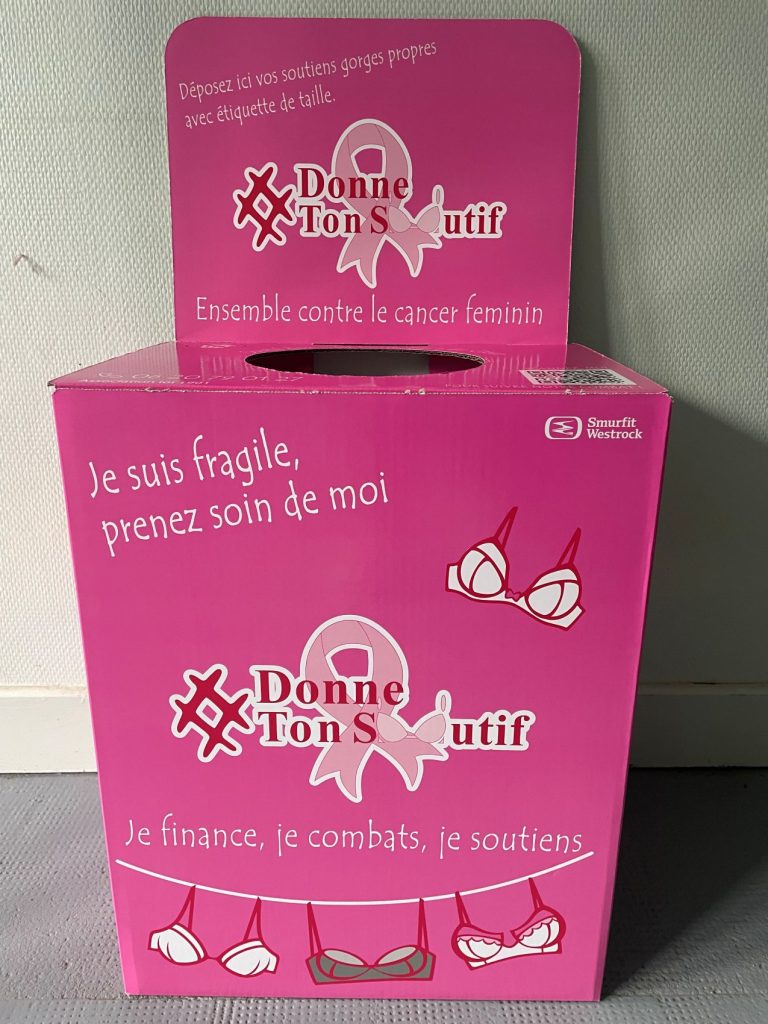 Déposez ici vos soutiens gorges propres
avec étiquette de taille.
#Donne
Ton Soutif
Ensemble contre le cancer feminin
Smurfit
Westrock
Je suis fragile,
prenez soin de moi
#Donne
Ton Soutif
Je finance, je combats, je soutiens